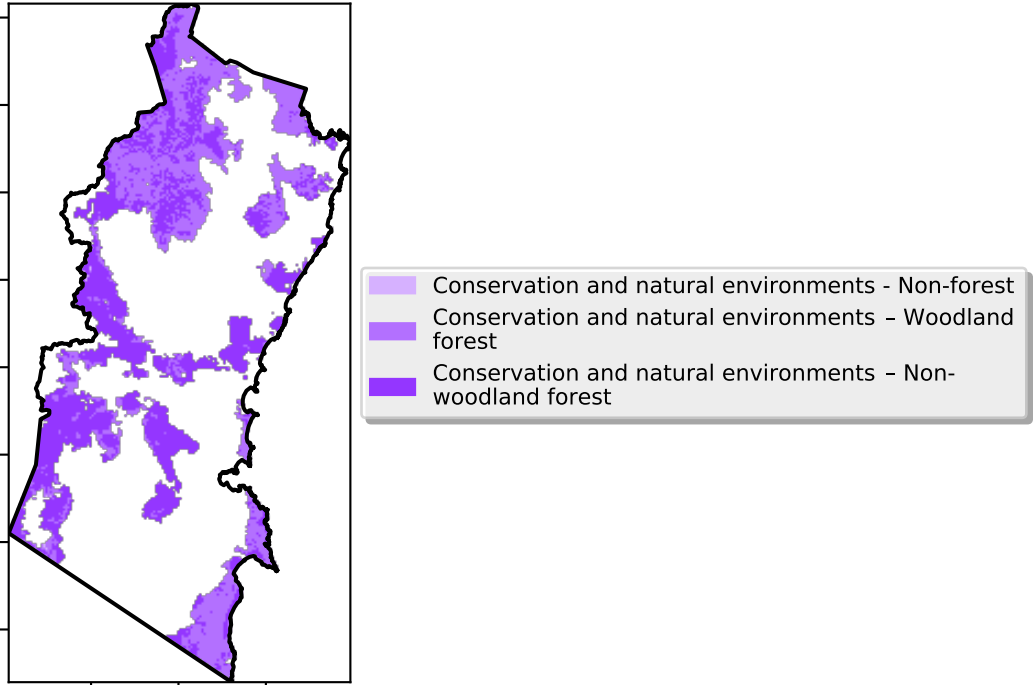 Conservation and natural environments - Non-forest
Conservation and natural environments – Woodland
forest
Conservation and natural environments – Non-
woodland forest